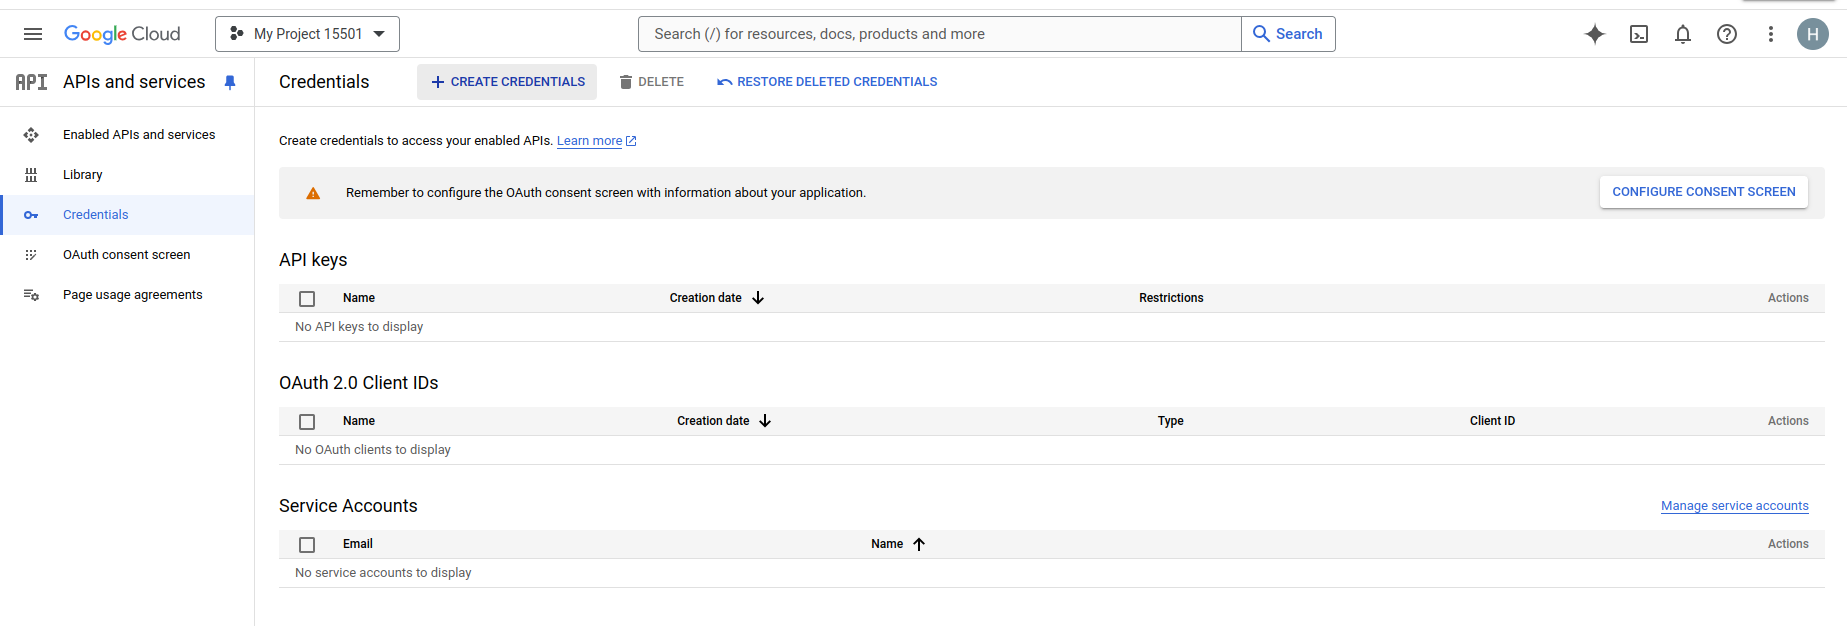 Google Cloud
My Project 15501
Search (/) for resources, docs, products and more
Search
H
API
APIs and services
Credentials
CREATE CREDENTIALS
DELETE
RESTORE DELETED CREDENTIALS
Enabled APIs and services
Library
Credentials
OAuth consent screen
Page usage agreements
Create credentials to access your enabled APIs. Learn more
Remember to configure the OAuth consent screen with information about your application.
CONFIGURE CONSENT SCREEN
API keys
Name Creation date Restrictions Actions
No API keys to display
OAuth 2.0 Client IDs
Name Creation date Type Client ID Actions
No OAuth clients to display
Service Accounts
Manage service accounts
Email Name Actions
No service accounts to display